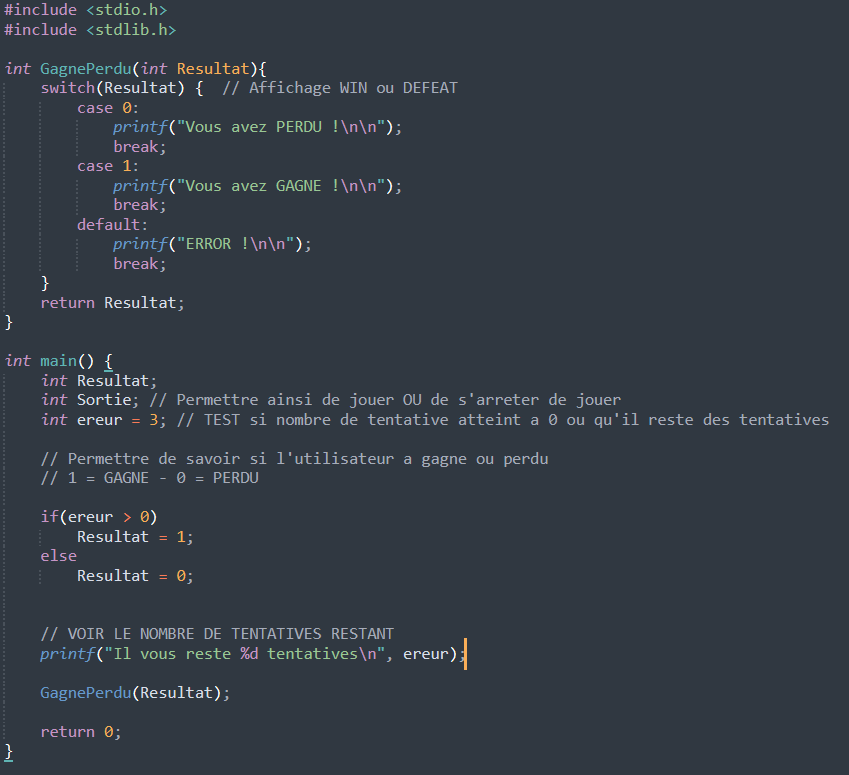 #include <stdio.h>
#include <stdlib.h>
int GagnePerdu(int Resultat){
switch(Resultat) {  // Affichage WIN ou DEFEAT
case 0:
printf("Vous avez PERDU !\n\n");
break;
case 1:
printf("Vous avez GAGNE !\n\n");
break;
default:
printf("ERROR !\n\n");
break;
}
return Resultat;
}
int main() {
int Resultat;
int Sortie; // Permettre ainsi de jouer OU de s'arreter de jouer
int ereur = 3; // TEST si nombre de tentative atteint a 0 ou qu'il reste des tentatives
// Permettre de savoir si l'utilisateur a gagne ou perdu
// 1 = GAGNE - 0 = PERDU
if(ereur > 0)
Resultat = 1;
else
Resultat = 0;
// VOIR LE NOMBRE DE TENTATIVES RESTANT
printf("Il vous reste %d tentatives\n", ereur);
GagnePerdu(Resultat);
return 0;
}